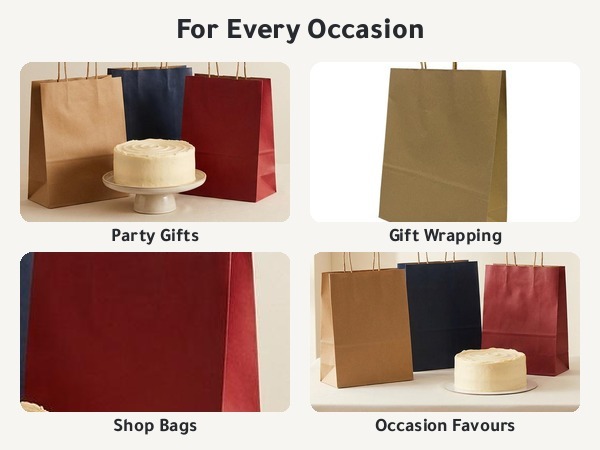 For Every Occasion
Party Gifts
Gift Wrapping
Shop Bags
Occasion Favours